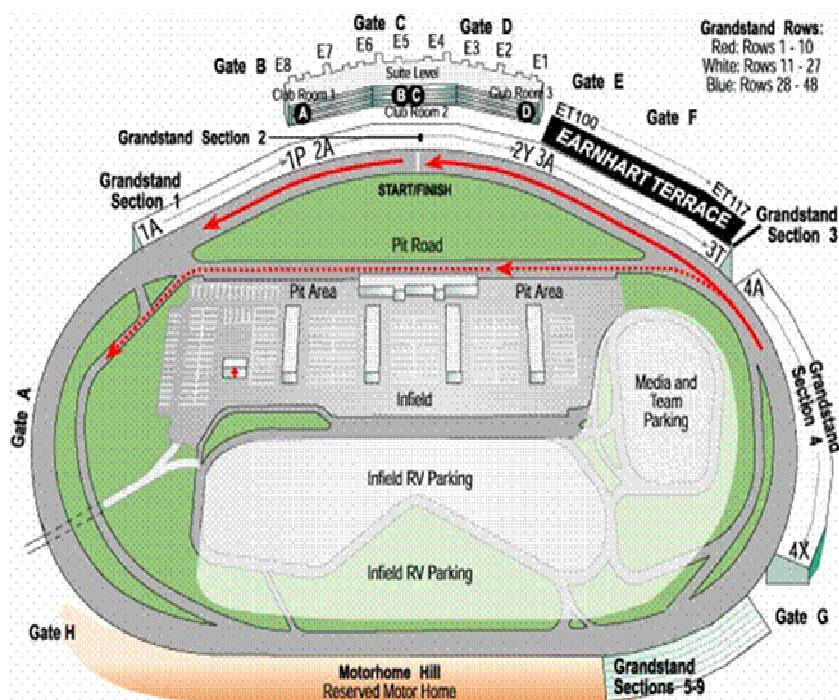 Gate C
Gate D
Grandstand Rows:
Red: Rows 1 - 10
White: Rows 11 - 27
Blue: Rows 28 - 48
Gate B
E8
E7
E6
E5
E4
E3
E2
E1
Suite Level
Club Room 1
Club Room 3
Club Room 2
A
B
C
D
Gate E
Gate F
ET100
EARNHART TERRACE
ET117
Grandstand Section 2
1P 2A
2Y 3A
START/FINISH
Grandstand
Section 1
1A
Grandstand
Section 3
3T
4A
Pit Road
Pit Area
Pit Area
Media and
Team
Parking
Grandstand
Section 4
Infield
Gate A
Infield RV Parking
Infield RV Parking
4X
Gate G
Gate H
Motorhome Hill
Reserved Motor Home
Grandstand
Sections 5-9